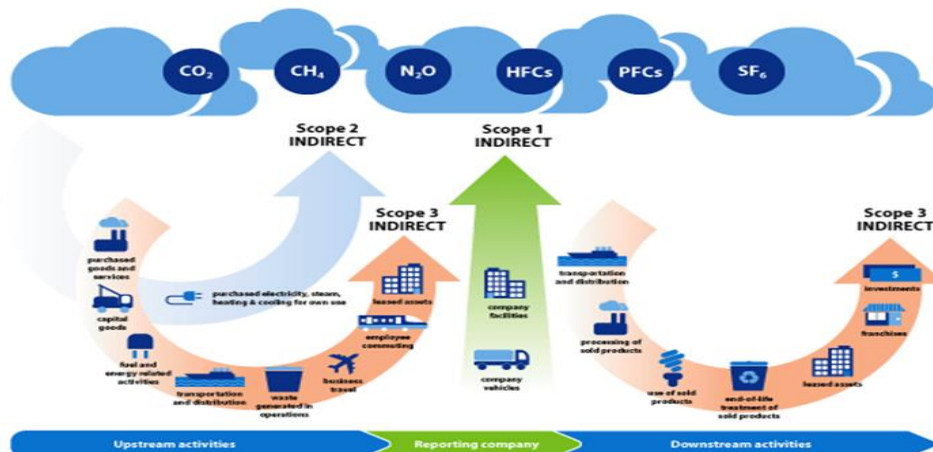 CO₂
CH₄
N₂O
HFCs
PFCs
SF₆
Scope 2
INDIRECT
Scope 1
INDIRECT
Scope 3
INDIRECT
Scope 3
INDIRECT
purchased
goods and
services
capital
goods
fuel and
energy related
activities
transportation
and distribution
waste
generated in
operations
business
travel
employee
commuting
leased assets
purchased electricity, steam,
heating & cooling for own use
company
facilities
company
vehicles
transportation
and distribution
processing of
sold products
use of sold
products
end-of-life
treatment of
sold products
leased assets
franchises
$
investments
Upstream activities
Reporting company
Downstream activities